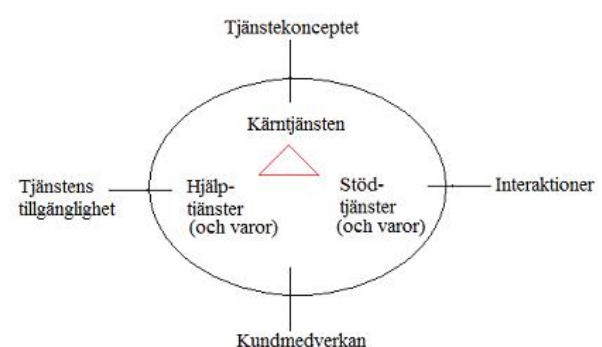 Tjänstekonceptet
Kärntjänsten
Tjänstens
tillgänglighet
Hjälp-
tjänster
(och varor)
Stöd-
tjänster
(och varor)
Interaktioner
Kundmedverkan